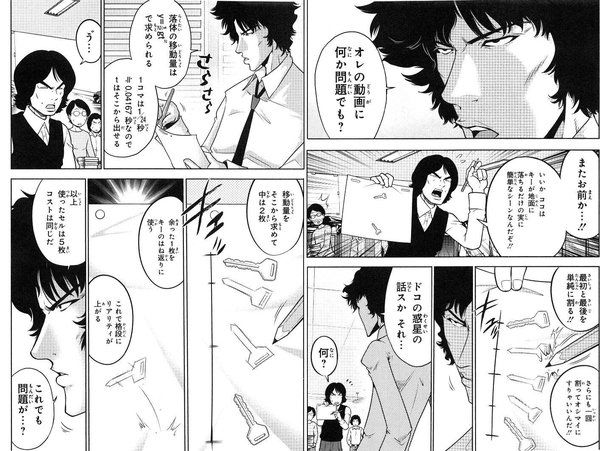 オレの動画に
何か問題でも?
またお前か…!!
いいか ココは
キーが地面に
落ちるだけの実に
簡単なシーンなんだぞ!!
最初と最後を
単純に割る!!
さらにも一回
割ってオシマイに
すりゃいいんだ!!
ドコの惑星の
話スか それ…
何?
落体の移動量は
y=½gt²
で求められる
さら
さら
1コマは1/24秒
≒0.04167秒なので
tはそこから出せる
う…
移動量を
そこから求めて
中は2枚
余った1枚を
キーのはね返りに
使う
これで格段に
リアリティが
上がる
以上
使ったセルは5枚
コストは同じだ
これでも
問題が…?